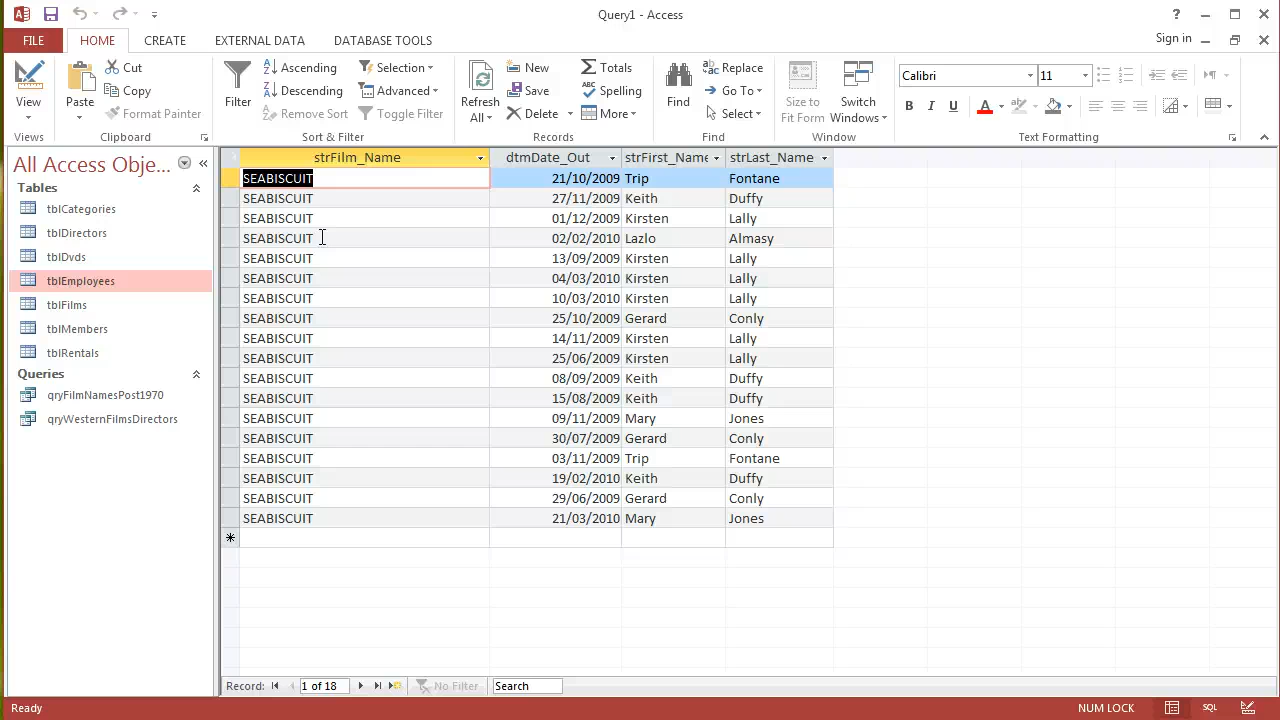 Query1 - Access
?
Sign in
FILE HOME CREATE EXTERNAL DATA DATABASE TOOLS
View
Views
Paste
Cut
Copy
Format Painter
Clipboard
Filter
Ascending
Descending
Remove Sort
Selection
Advanced
Toggle Filter
Sort & Filter
Refresh
All
New
Save
Delete
Totals
Spelling
More
Records
Find
Replace
Go To
Select
Find
Size to
Fit Form
Switch
Windows
Window
Calibri 11
B I U A
Text Formatting
All Access Obje...
Tables
tblCategories
tblDirectors
tblDvds
tblEmployees
tblFilms
tblMembers
tblRentals
Queries
qryFilmNamesPost1970
qryWesternFilmsDirectors
strFilm_Name dtmDate_Out strFirst_Name strLast_Name
SEABISCUIT 21/10/2009 Trip Fontane
SEABISCUIT 27/11/2009 Keith Duffy
SEABISCUIT 01/12/2009 Kirsten Lally
SEABISCUIT 02/02/2010 Lazlo Almasy
SEABISCUIT 13/09/2009 Kirsten Lally
SEABISCUIT 04/03/2010 Kirsten Lally
SEABISCUIT 10/03/2010 Kirsten Lally
SEABISCUIT 25/10/2009 Gerard Conly
SEABISCUIT 14/11/2009 Kirsten Lally
SEABISCUIT 25/06/2009 Kirsten Lally
SEABISCUIT 08/09/2009 Keith Duffy
SEABISCUIT 15/08/2009 Keith Duffy
SEABISCUIT 09/11/2009 Mary Jones
SEABISCUIT 30/07/2009 Gerard Conly
SEABISCUIT 03/11/2009 Trip Fontane
SEABISCUIT 19/02/2010 Keith Duffy
SEABISCUIT 29/06/2009 Gerard Conly
SEABISCUIT 21/03/2010 Mary Jones
Record: 1 of 18 No Filter Search
Ready NUM LOCK SQL